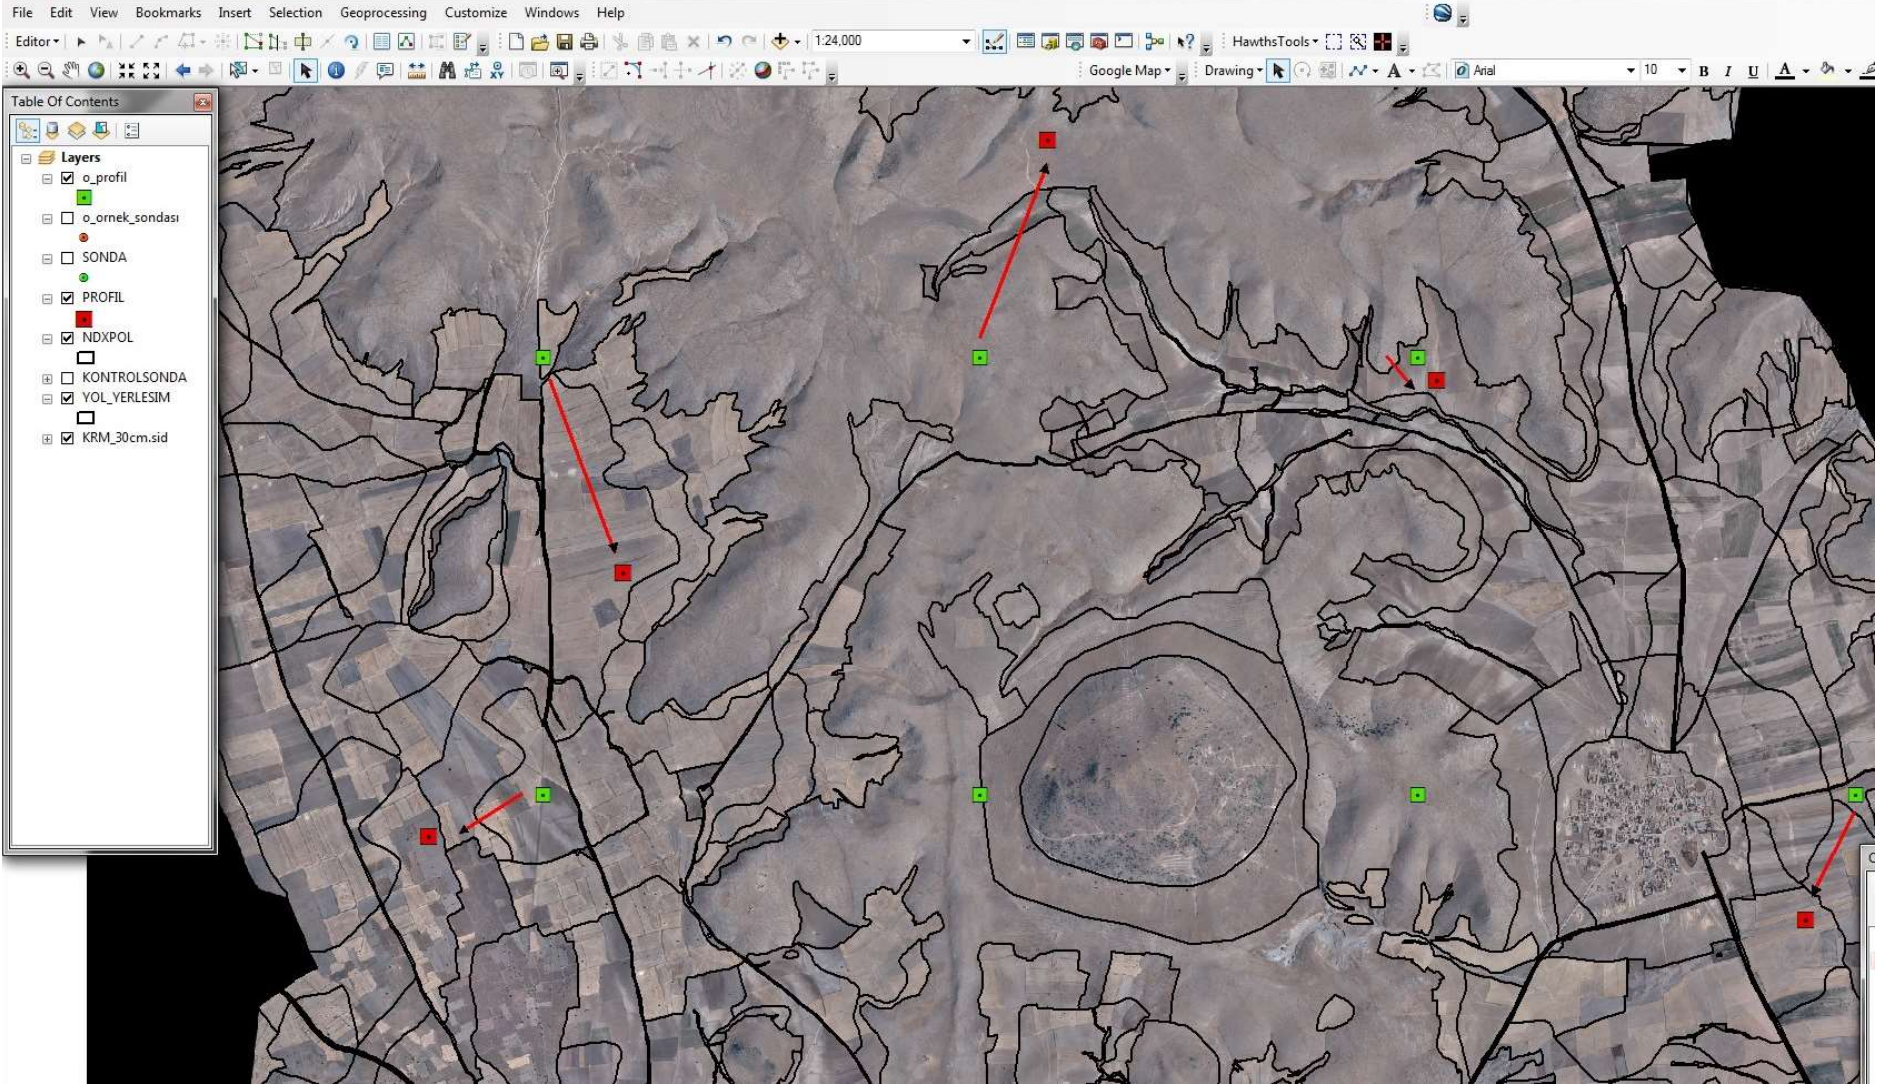 File Edit View Bookmarks Insert Selection Geoprocessing Customize Windows Help
Editor 1:24,000 HawthsTools
Google Map Drawing A Arial 10 B I U A
Table Of Contents
Layers
o_profil
o_ornek_sondası
SONDA
PROFIL
NDXPOL
KONTROLSONDA
YOL_YERLESIM
KRM_30cm.sid